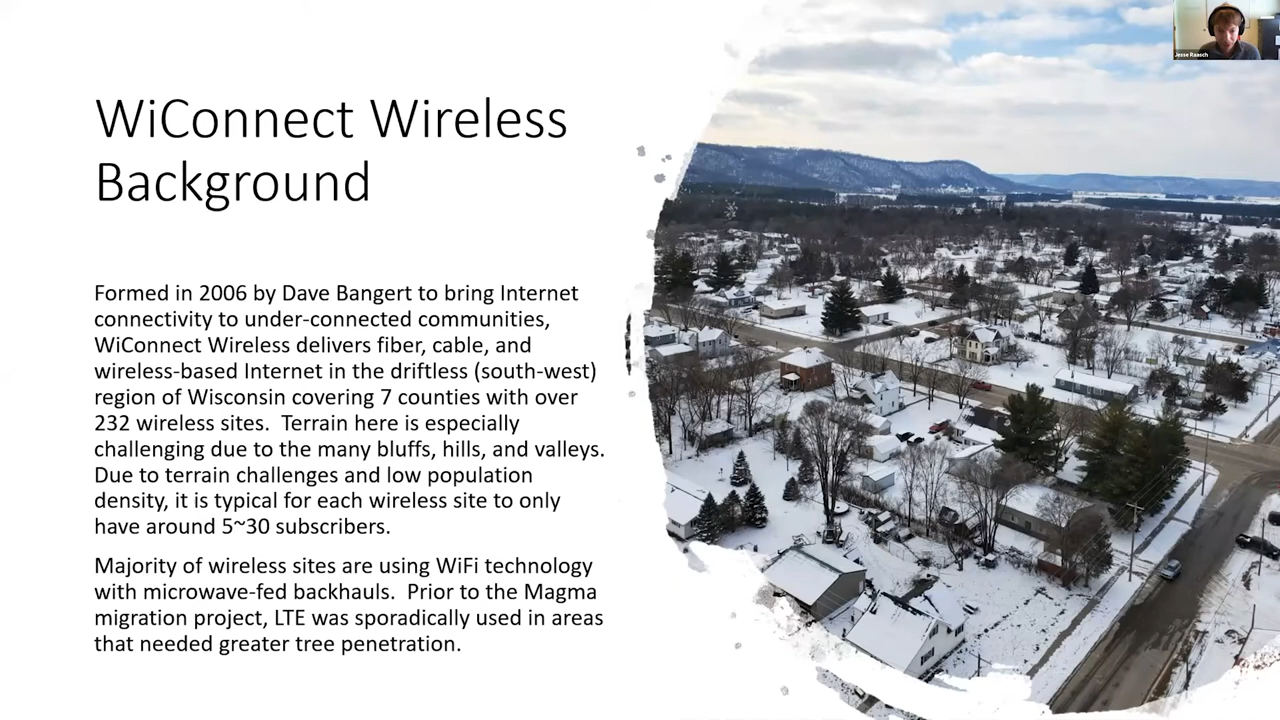 WiConnect Wireless
Background
Formed in 2006 by Dave Bangert to bring Internet
connectivity to under-connected communities,
WiConnect Wireless delivers fiber, cable, and
wireless-based Internet in the driftless (south-west)
region of Wisconsin covering 7 counties with over
232 wireless sites.  Terrain here is especially
challenging due to the many bluffs, hills, and valleys.
Due to terrain challenges and low population
density, it is typical for each wireless site to only
have around 5~30 subscribers.
Majority of wireless sites are using WiFi technology
with microwave-fed backhauls.  Prior to the Magma
migration project, LTE was sporadically used in areas
that needed greater tree penetration.
Jesse Raasch